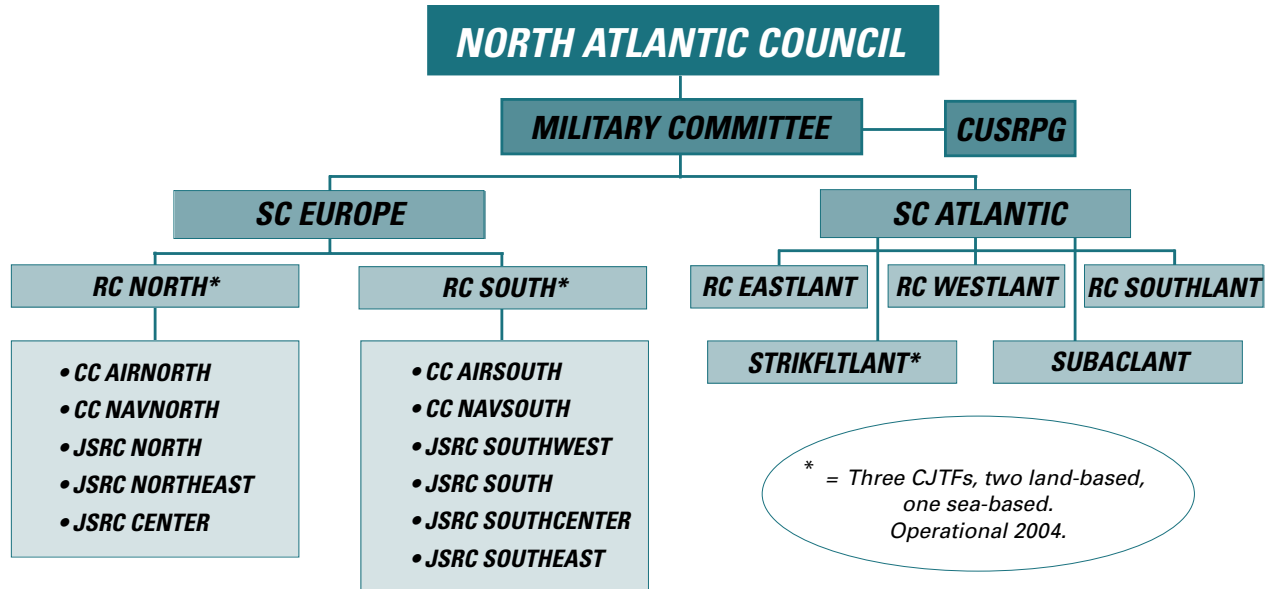 NORTH ATLANTIC COUNCIL
MILITARY COMMITTEE
CUSRPG
SC EUROPE
SC ATLANTIC
RC NORTH*
RC SOUTH*
RC EASTLANT
RC WESTLANT
RC SOUTHLANT
STRIKFLTLANT*
SUBACLANT
• CC AIRNORTH
• CC NAVNORTH
• JSRC NORTH
• JSRC NORTHEAST
• JSRC CENTER
• CC AIRSOUTH
• CC NAVSOUTH
• JSRC SOUTHWEST
• JSRC SOUTH
• JSRC SOUTHCENTER
• JSRC SOUTHEAST
* = Three CJTFs, two land-based,
one sea-based.
Operational 2004.